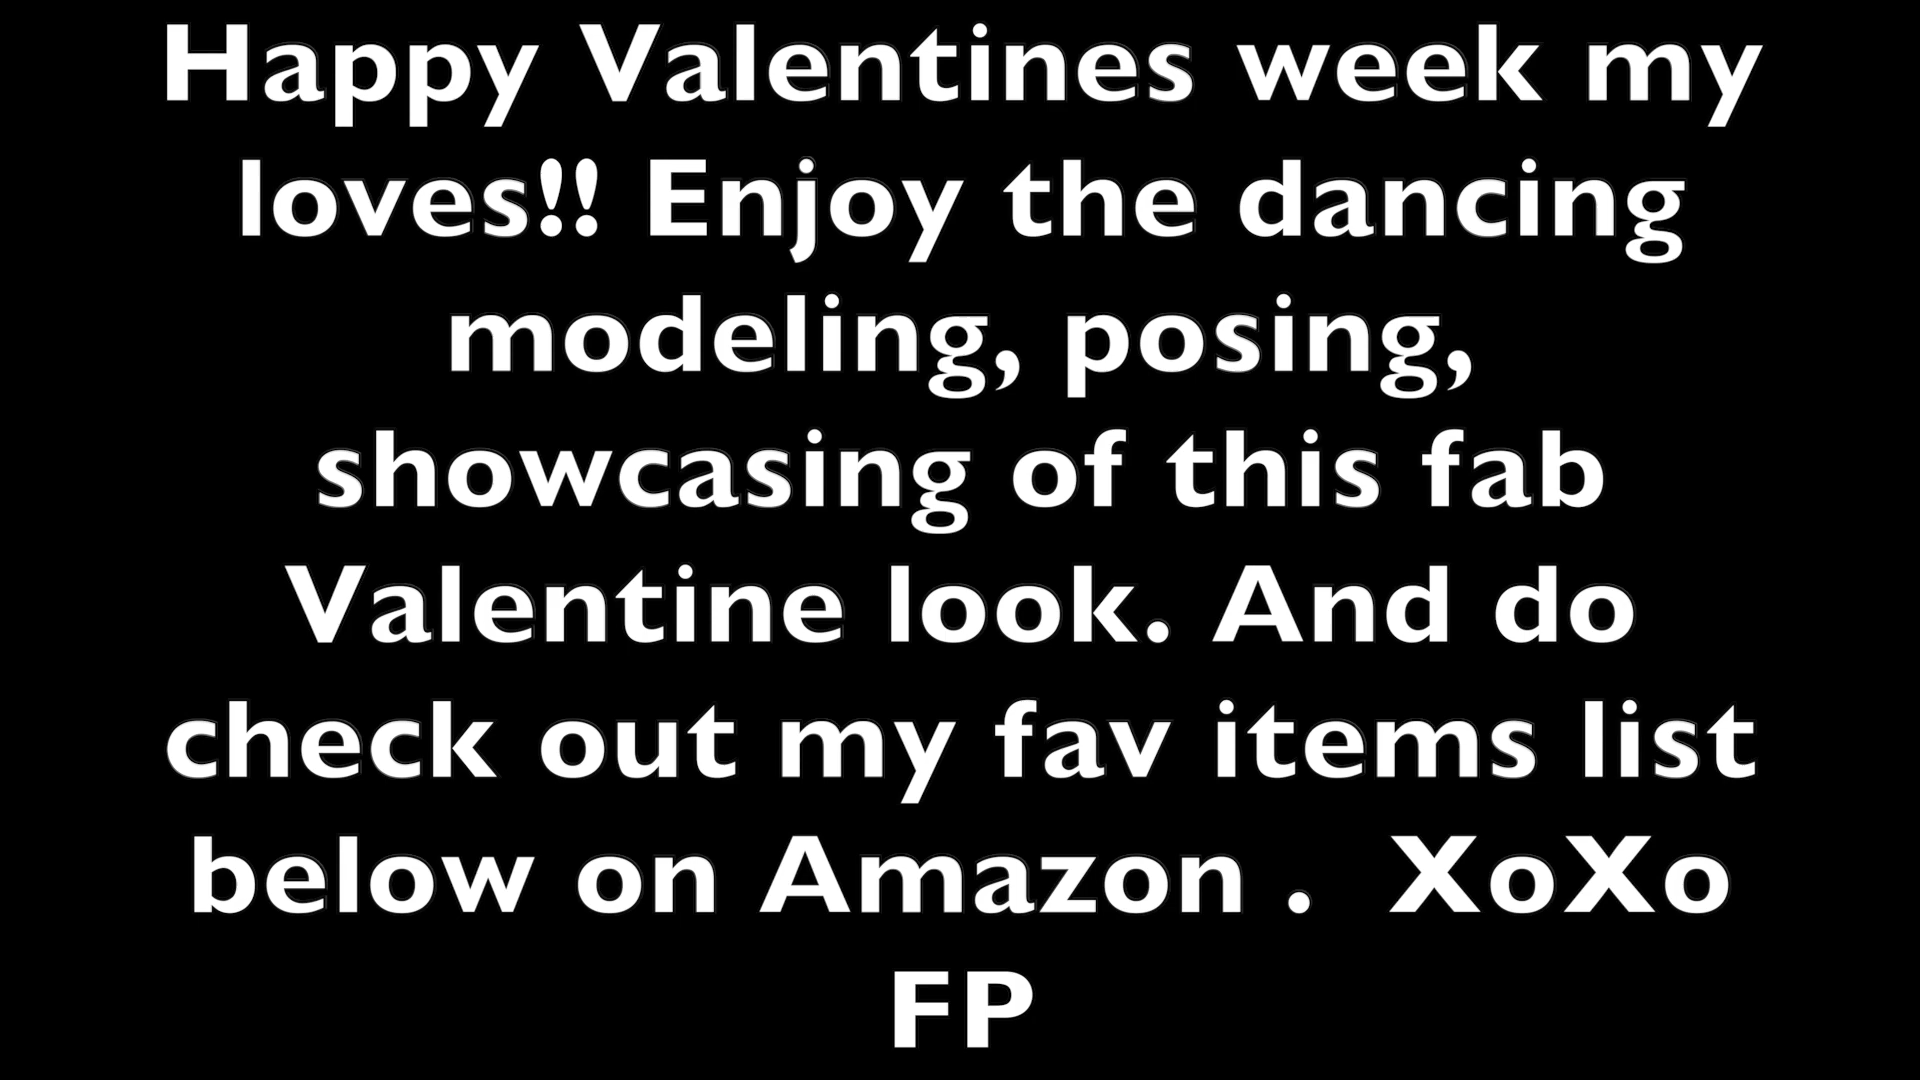 Happy Valentines week my
loves!! Enjoy the dancing
modeling, posing,
showcasing of this fab
Valentine look. And do
check out my fav items list
below on Amazon .  XoXo
FP